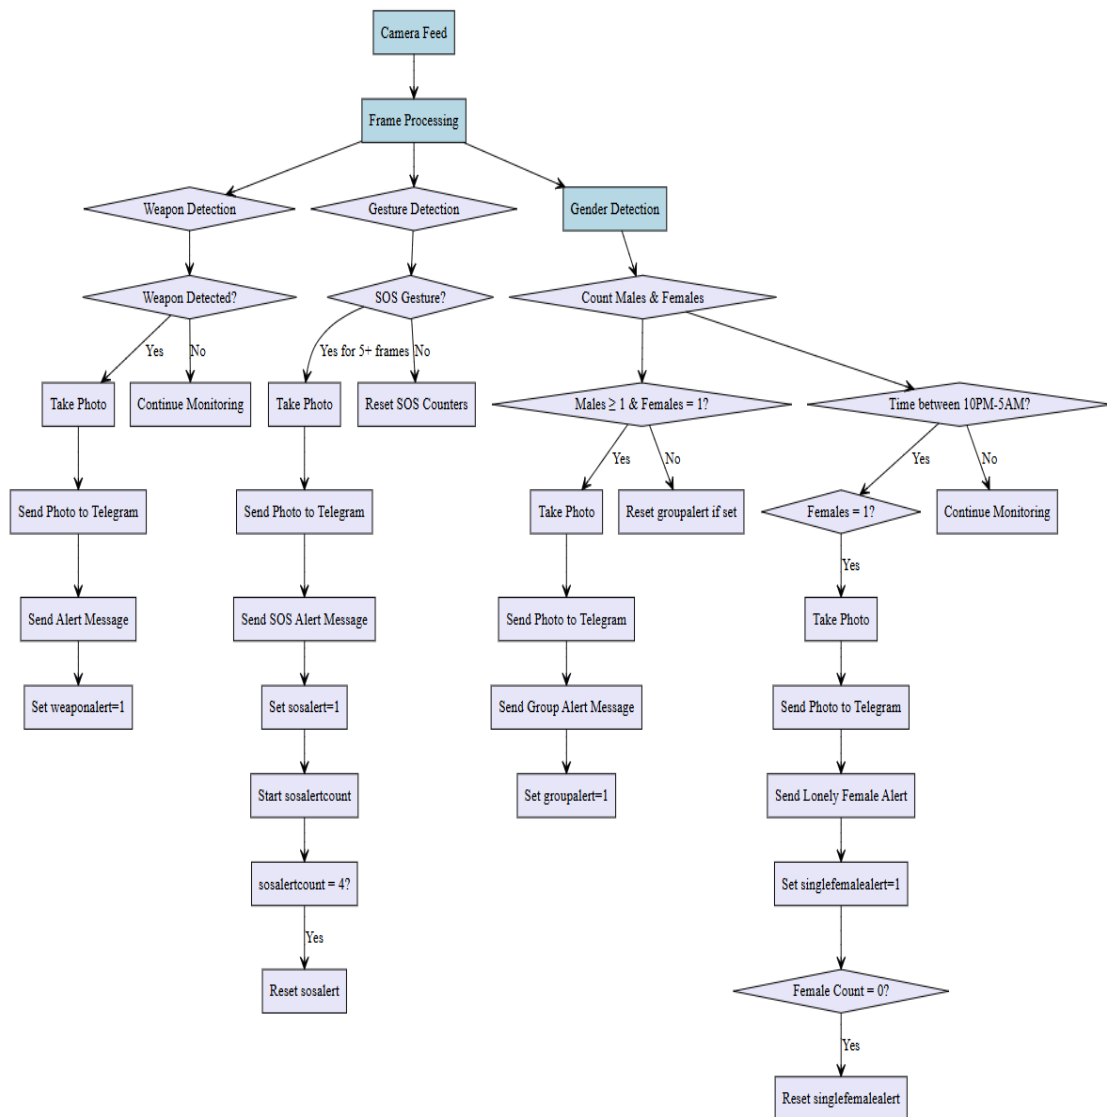 Camera Feed
Frame Processing
Weapon Detection
Gesture Detection
Gender Detection
Weapon Detected?
SOS Gesture?
Count Males & Females
Yes
No
Yes for 5+ frames
No
Take Photo
Continue Monitoring
Take Photo
Reset SOS Counters
Males ≥ 1 & Females = 1?
Time between 10PM-5AM?
Yes
No
Yes
No
Send Photo to Telegram
Send Photo to Telegram
Take Photo
Reset groupalert if set
Females = 1?
Continue Monitoring
Yes
Send Alert Message
Send SOS Alert Message
Send Photo to Telegram
Take Photo
Set weaponalert=1
Set sosalert=1
Send Group Alert Message
Send Photo to Telegram
Start sosalertcount
Set groupalert=1
Send Lonely Female Alert
sosalertcount = 4?
Set singlefemalealert=1
Yes
Reset sosalert
Female Count = 0?
Yes
Reset singlefemalealert